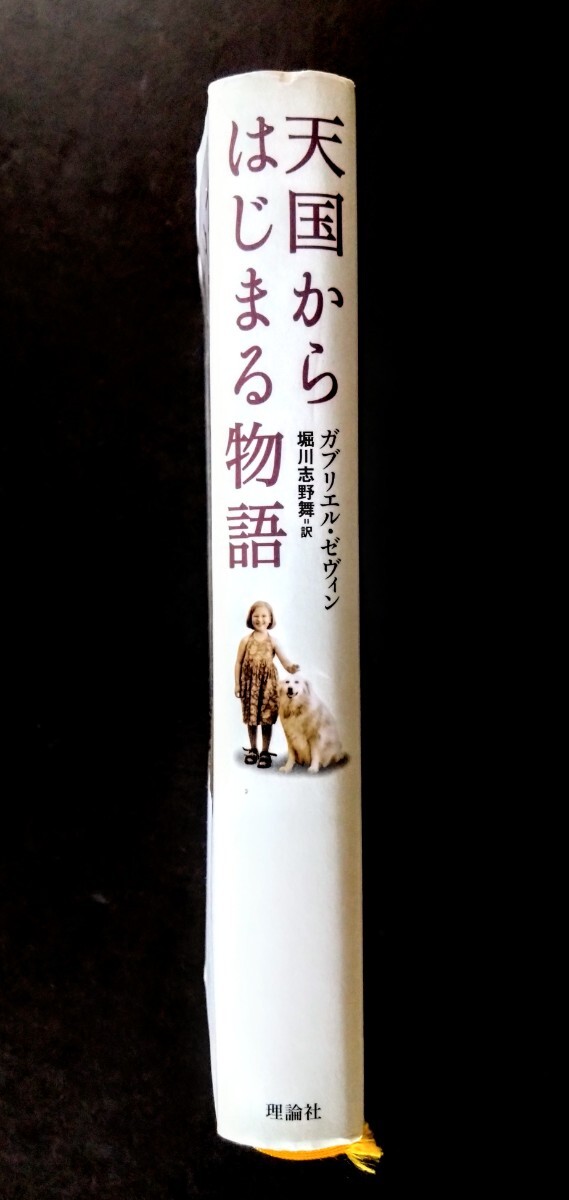 天国から
はじまる物語
ガブリエル・ゼヴィン
堀川志野舞=訳
理論社